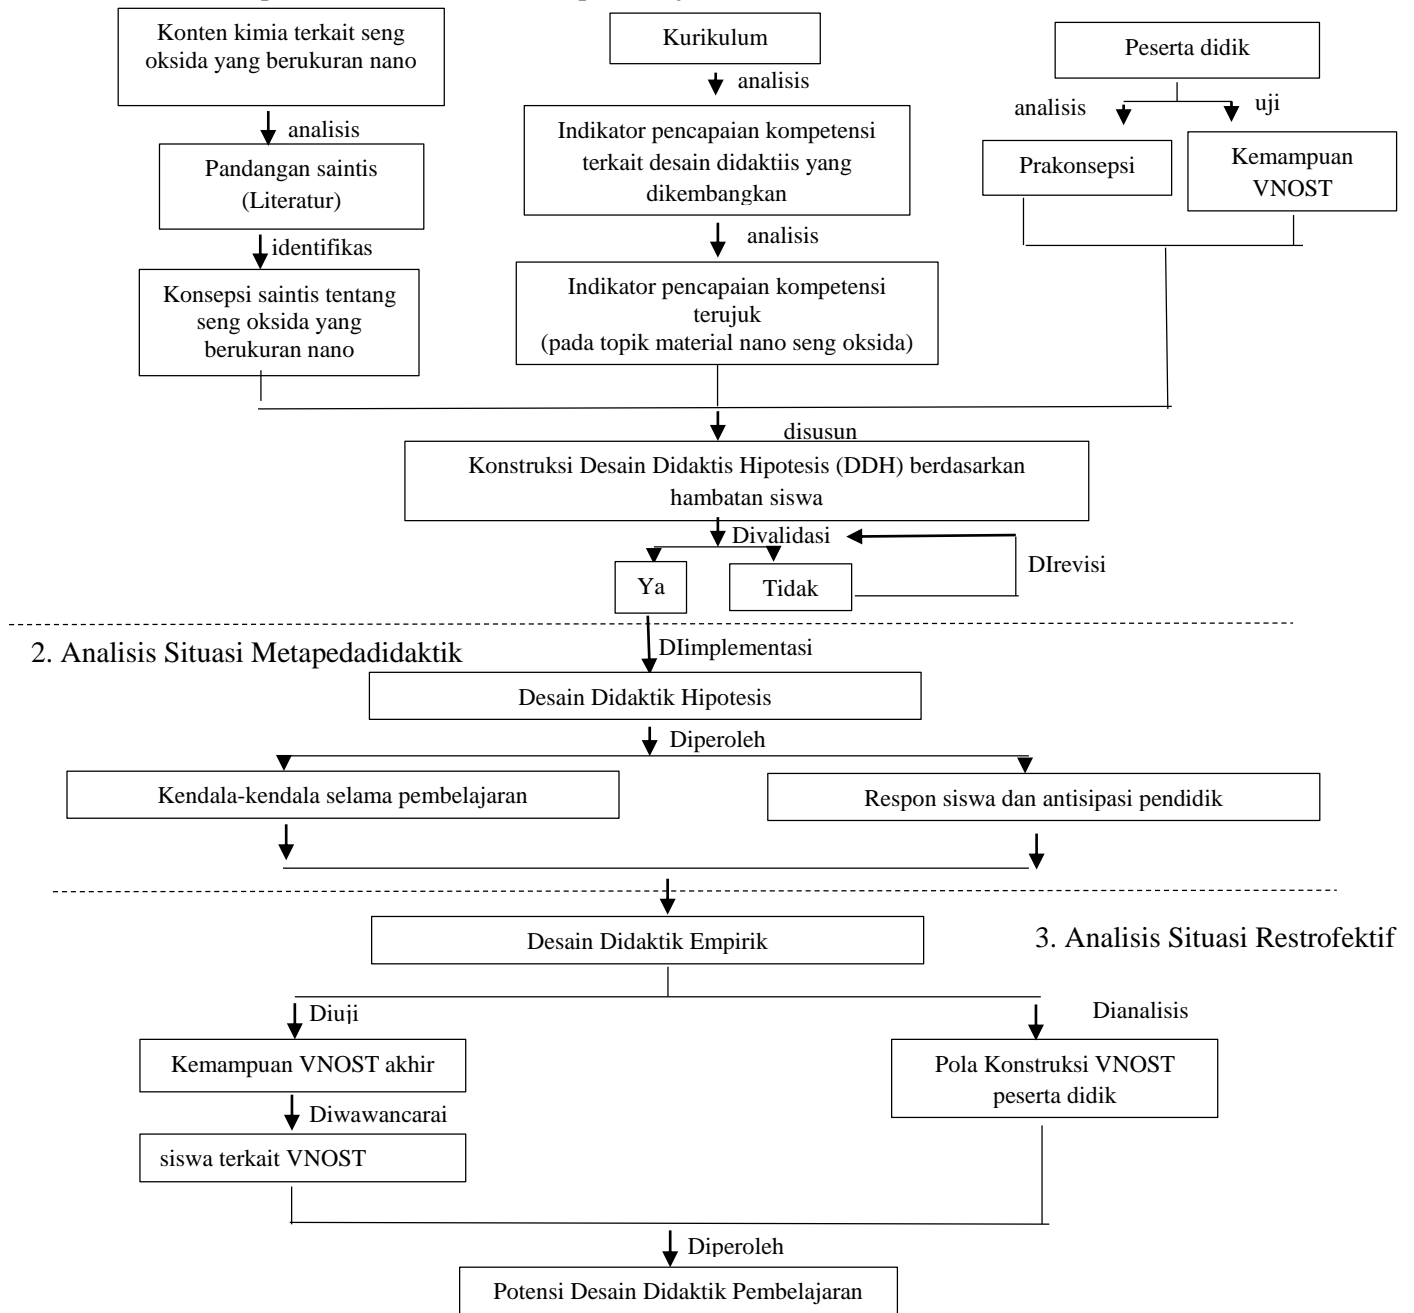 Konten kimia terkait seng
oksida yang berukuran nano
Kurikulum
Peserta didik
analisis
analisis
uji
analisis
Pandangan saintis
(Literatur)
Indikator pencapaian kompetensi
terkait desain didaktiis yang
dikembangkan
Prakonsepsi
Kemampuan
VNOST
identifikas
analisis
Konsepsi saintis tentang
seng oksida yang
berukuran nano
Indikator pencapaian kompetensi
terujuk
(pada topik material nano seng oksida)
disusun
Konstruksi Desain Didaktis Hipotesis (DDH) berdasarkan
hambatan siswa
Divalidasi
Ya
Tidak
DIrevisi
2. Analisis Situasi Metapedadidaktik
DIimplementasi
Desain Didaktik Hipotesis
Diperoleh
Kendala-kendala selama pembelajaran
Respon siswa dan antisipasi pendidik
Desain Didaktik Empirik
3. Analisis Situasi Restrofektif
Diuji
Dianalisis
Kemampuan VNOST akhir
Pola Konstruksi VNOST
peserta didik
Diwawancarai
siswa terkait VNOST
Diperoleh
Potensi Desain Didaktik Pembelajaran